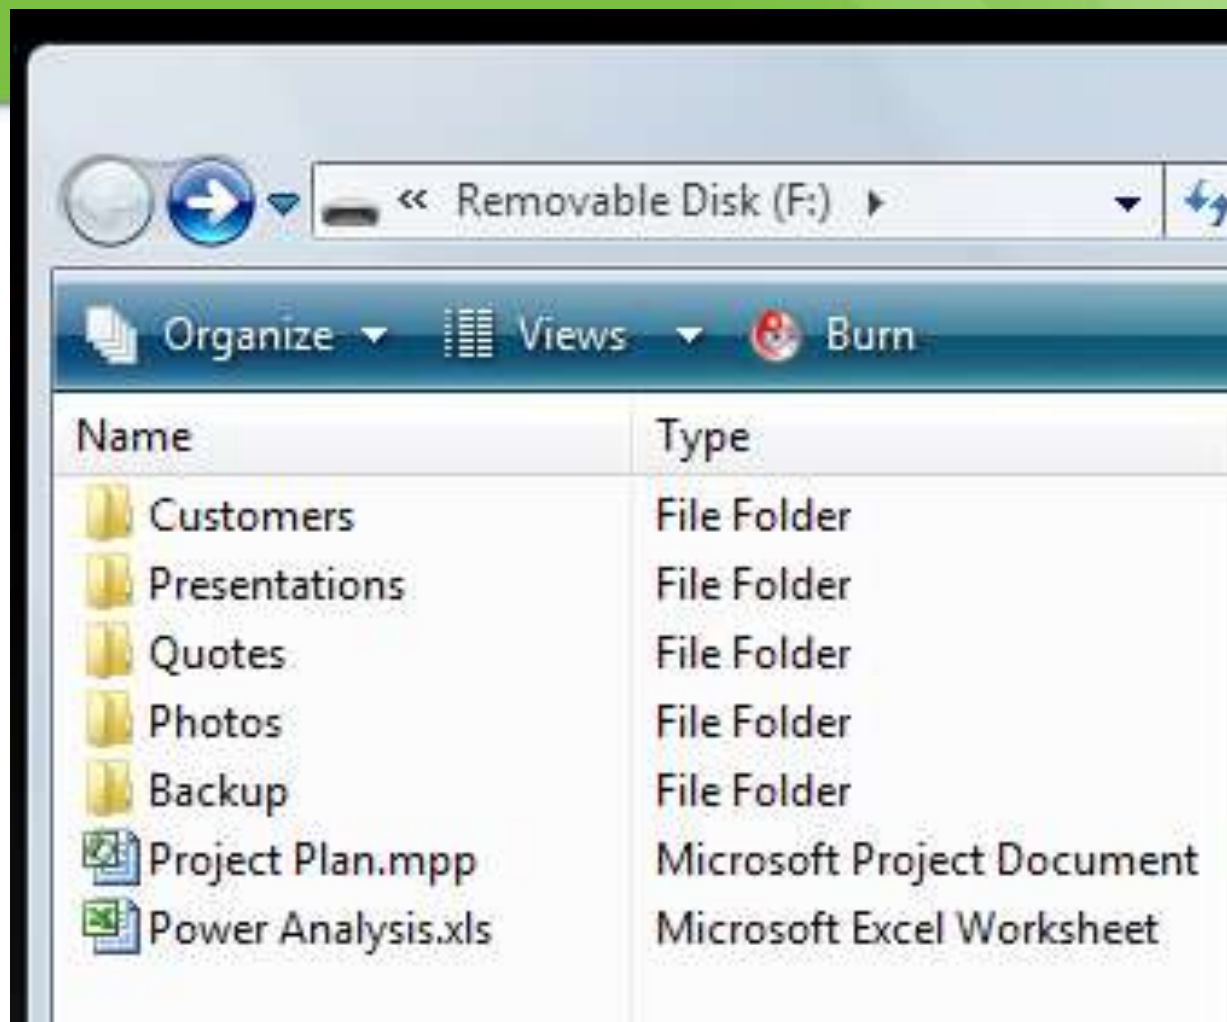 « Removable Disk (F:)
Organize Views Burn
Name Type
Customers File Folder
Presentations File Folder
Quotes File Folder
Photos File Folder
Backup File Folder
Project Plan.mpp Microsoft Project Document
Power Analysis.xls Microsoft Excel Worksheet